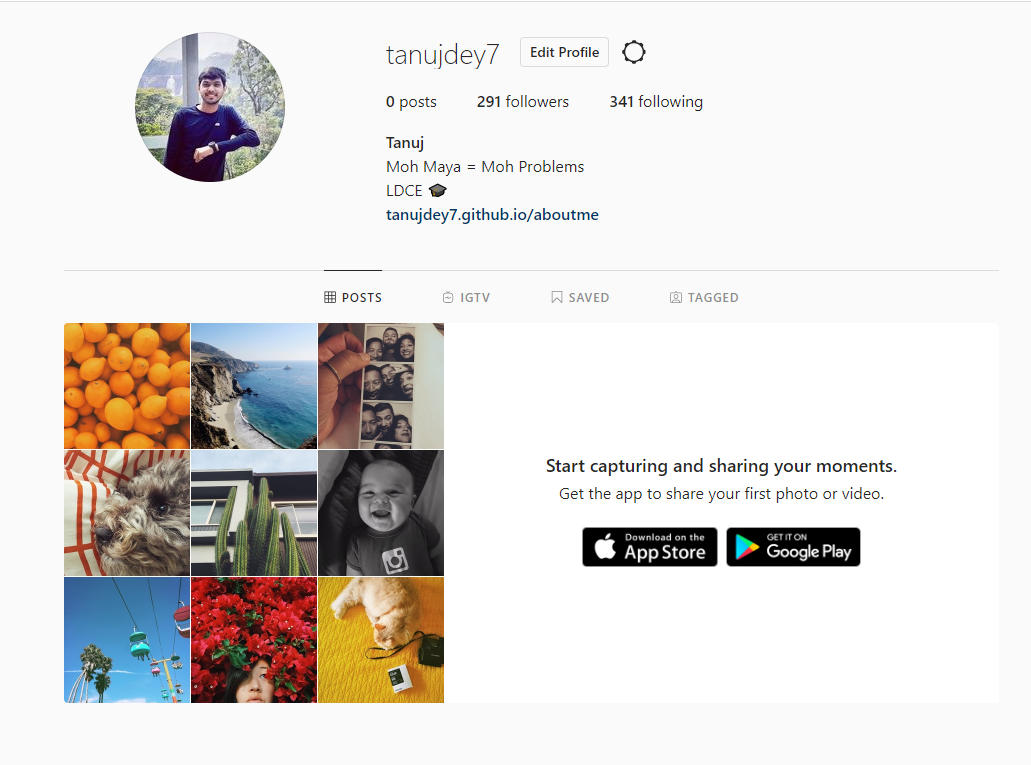 tanujdey7 Edit Profile
0 posts 291 followers 341 following
Tanuj
Moh Maya = Moh Problems
LDCE 🎓
tanujdey7.github.io/aboutme
POSTS IGTV SAVED TAGGED
Start capturing and sharing your moments.
Get the app to share your first photo or video.
Download on the
App Store
GET IT ON
Google Play